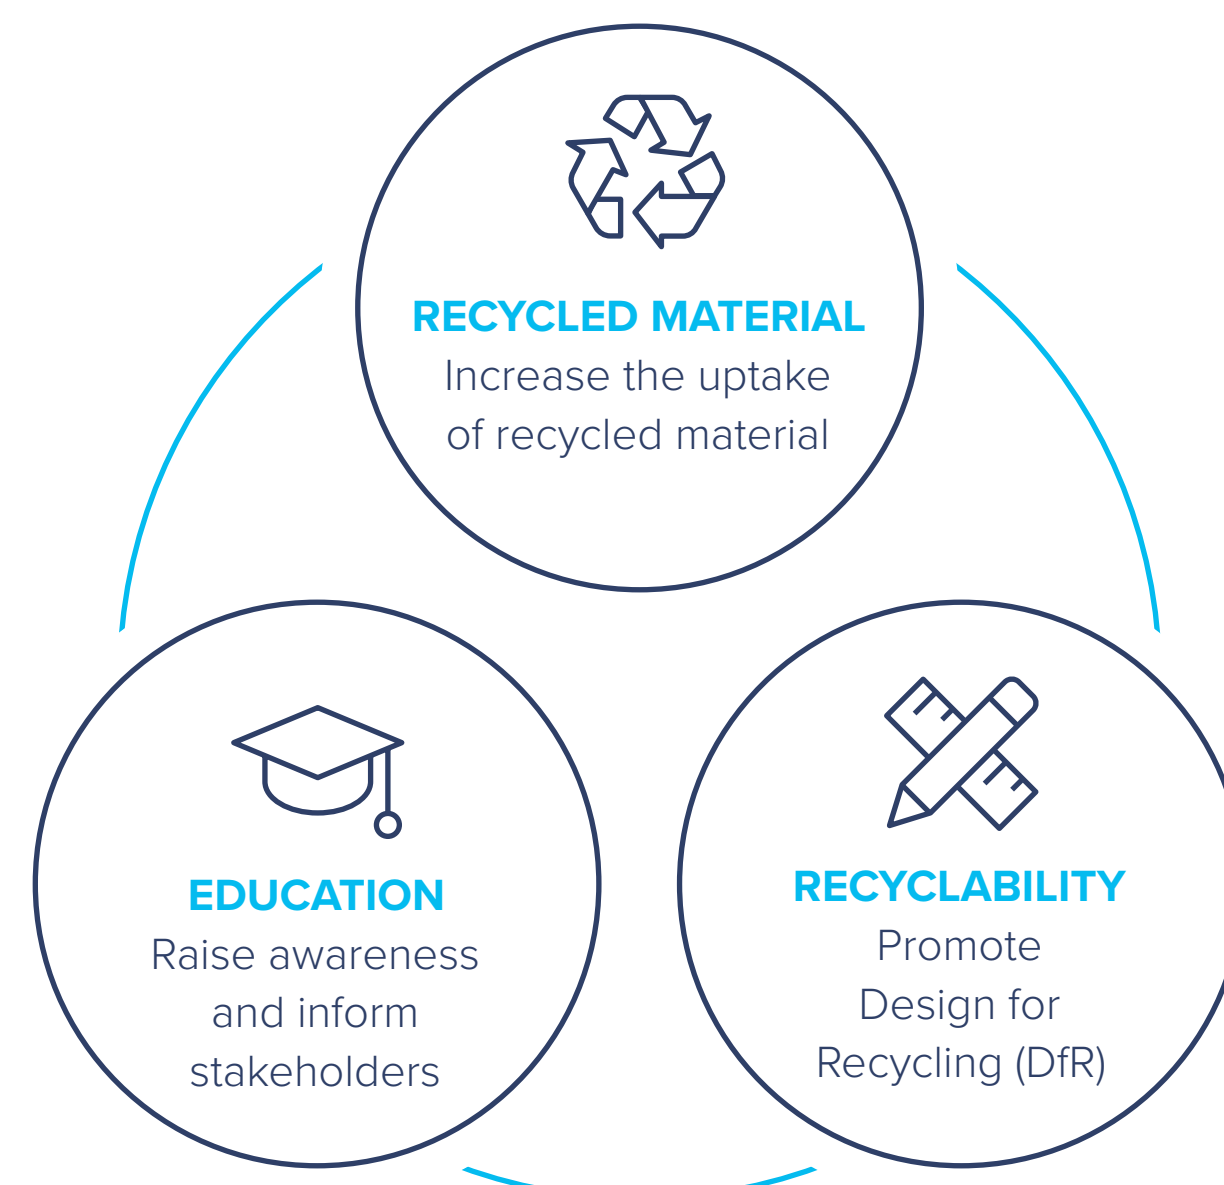 RECYCLED MATERIAL
Increase the uptake
of recycled material
EDUCATION
Raise awareness
and inform
stakeholders
RECYCLABILITY
Promote
Design for
Recycling (DfR)